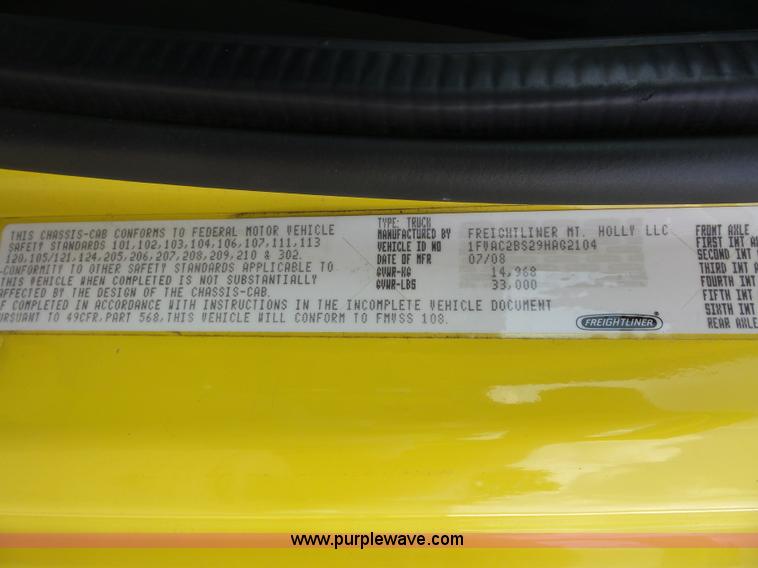 THIS CHASSIS-CAB CONFORMS TO FEDERAL MOTOR VEHICLE
SAFETY STANDARDS 101,102,103,104,106,107,111,113
120,105/121,124,205,206,207,208,209,210 & 302.
CONFORMITY TO OTHER SAFETY STANDARDS APPLICABLE TO
THIS VEHICLE WHEN COMPLETED IS NOT SUBSTANTIALLY
AFFECTED BY THE DESIGN OF THE CHASSIS-CAB.
IF COMPLETED IN ACCORDANCE WITH INSTRUCTIONS IN THE INCOMPLETE VEHICLE DOCUMENT
PURSUANT TO 49CFR,PART 568,THIS VEHICLE WILL CONFORM TO FMVSS 108.
TYPE: TRUCK
MANUFACTURED BY FREIGHTLINER MT. HOLLY LLC
VEHICLE ID NO 1FVAC2BS29HAG2104
DATE OF MFR 07/08
GVWR-KG 14,968
GVWR-LBS 33,000
FREIGHTLINER
FRONT AXLE
FIRST INT A
SECOND INT
THIRD INT A
FOURTH INT
FIFTH INT
SIXTH INT
REAR AXLE
www.purplewave.com